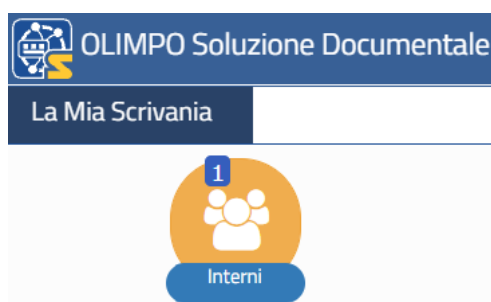 OLIMPO Soluzione Documentale
S
La Mia Scrivania
1
Interni